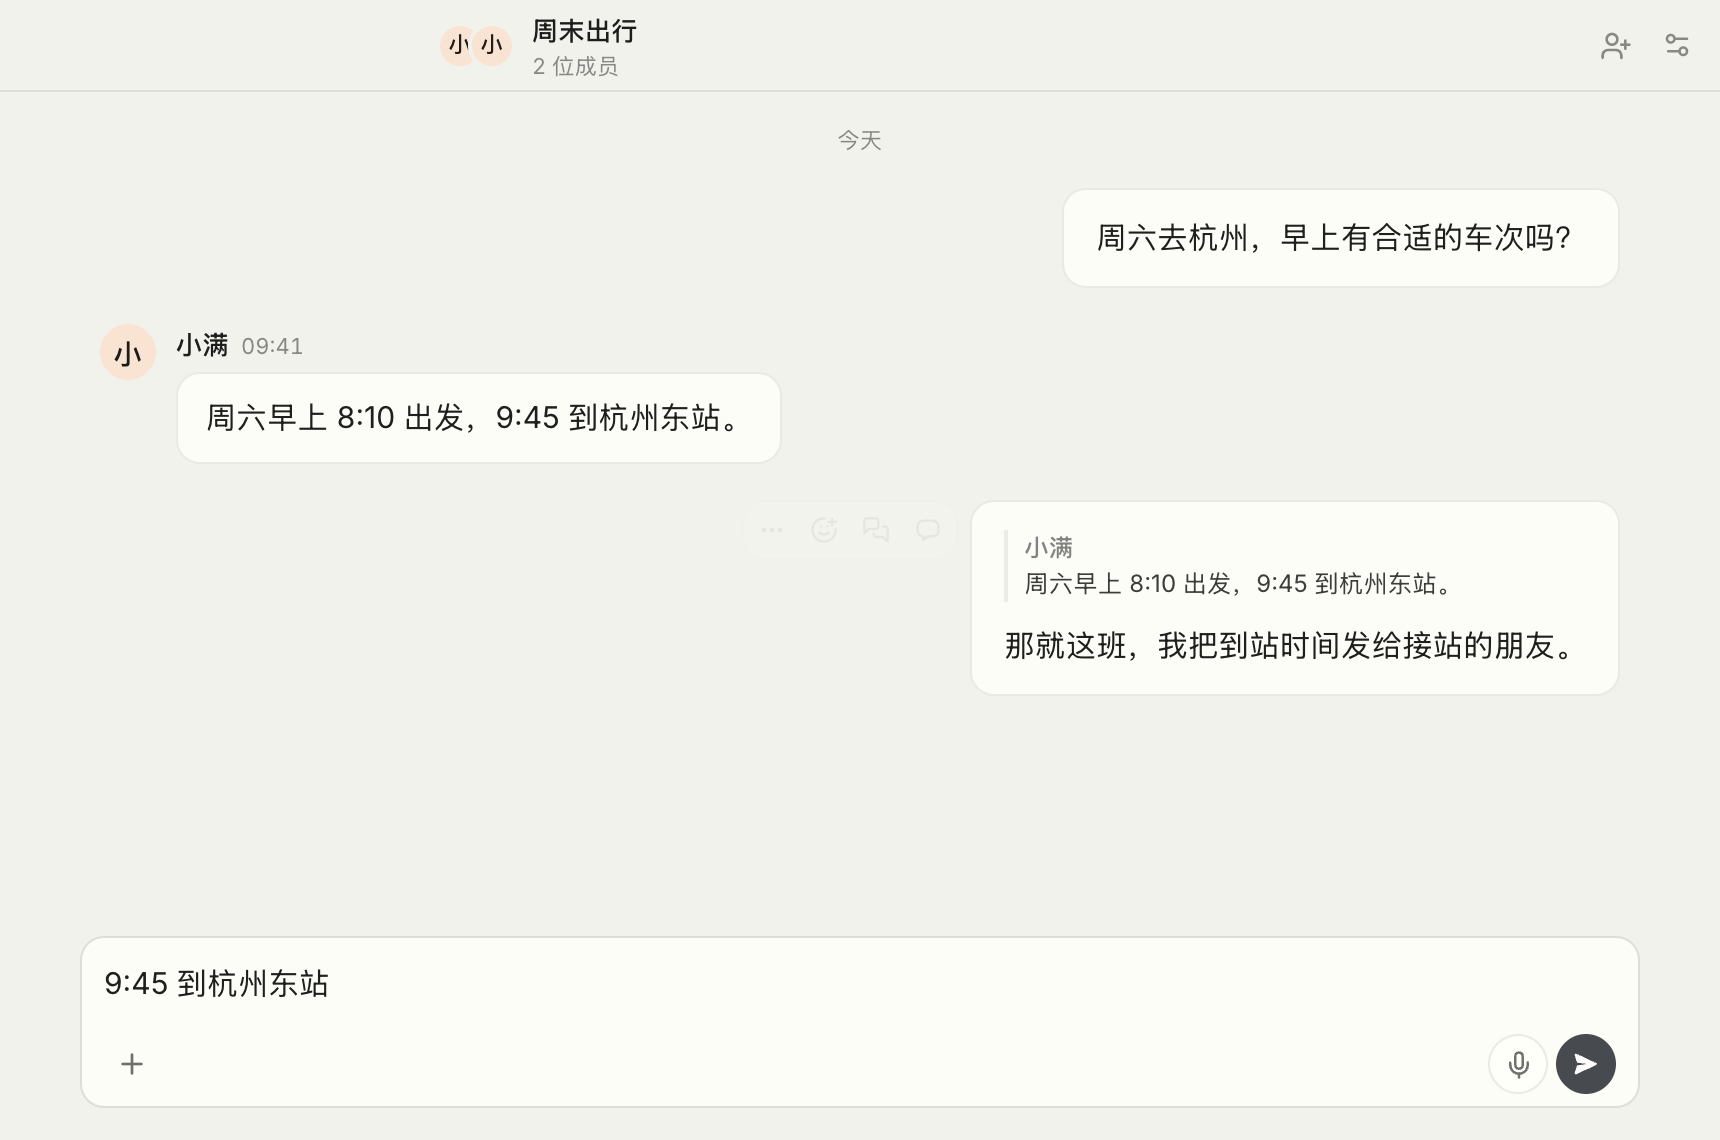 小 小 周末出行
2 位成员
今天
周六去杭州，早上有合适的车次吗？
小 小满 09:41
周六早上 8:10 出发，9:45 到杭州东站。
小满
周六早上 8:10 出发，9:45 到杭州东站。
那就这班，我把到站时间发给接站的朋友。
9:45 到杭州东站